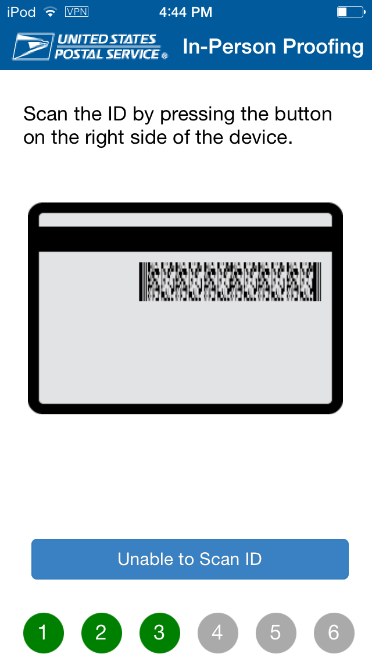 iPod VPN 4:44 PM
UNITED STATES
POSTAL SERVICE® In-Person Proofing
Scan the ID by pressing the button
on the right side of the device.
Unable to Scan ID
1 2 3 4 5 6